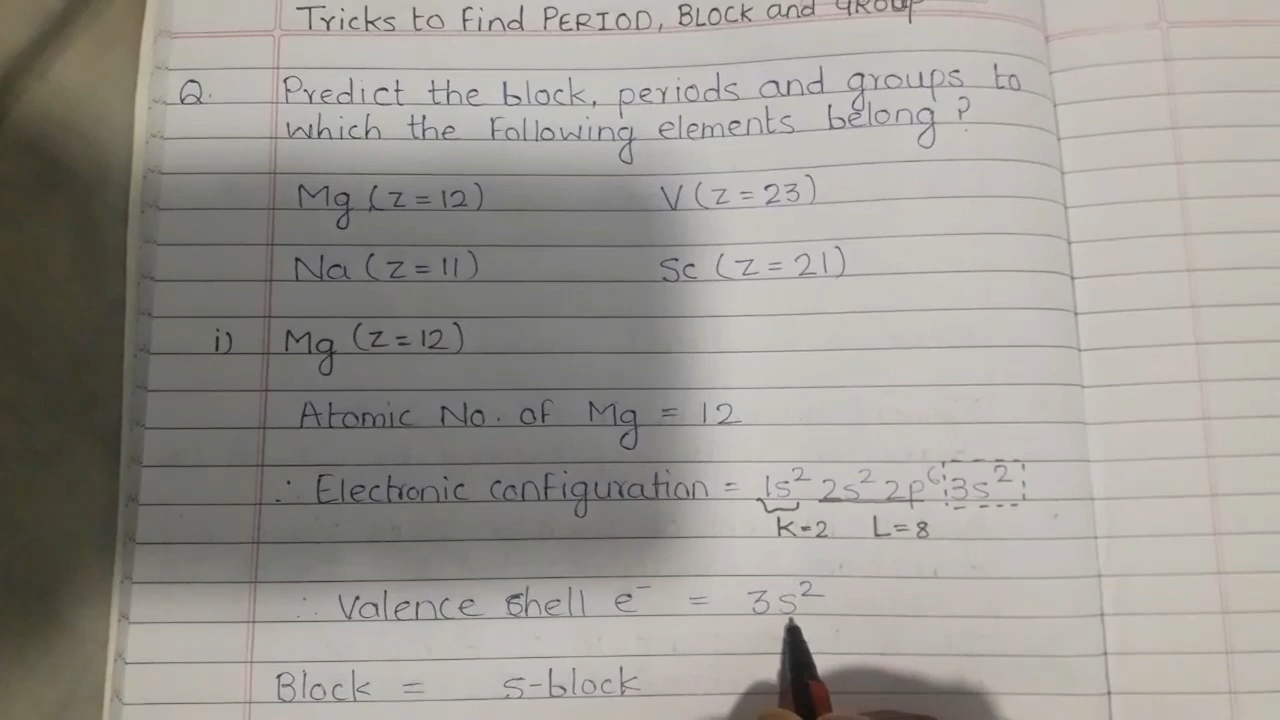 Tricks to Find PERIOD, BLOCK and GROUP
Q. Predict the block, periods and groups to
which the Following elements belong?
Mg (Z=12) V (Z=23)
Na (Z=11) Sc (Z=21)
i) Mg (Z=12)
Atomic No. of Mg = 12
∴ Electronic configuration = 1s² 2s² 2p⁶ 3s²
K=2 L=8
∴ Valence shell e⁻ = 3s²
Block = s-block